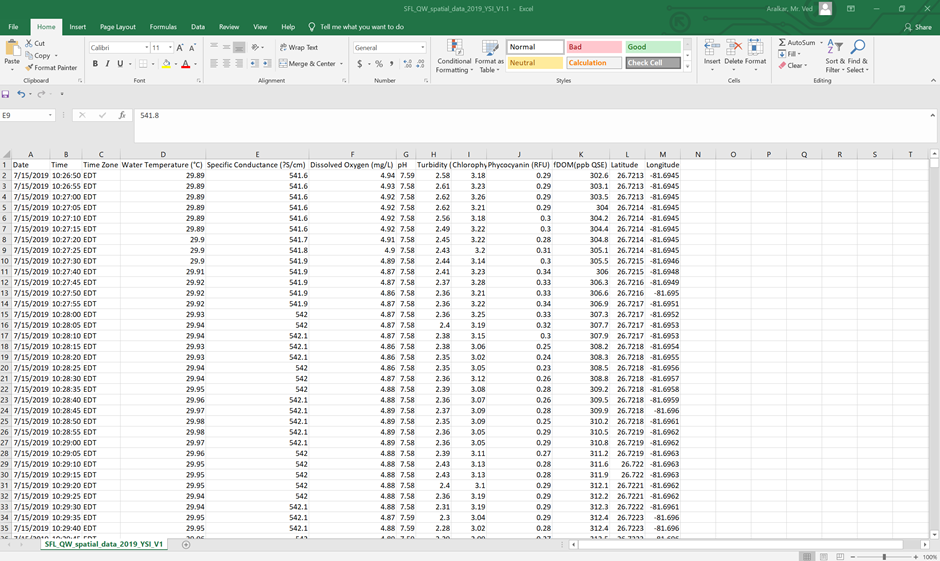 SFL_QW_spatial_data_2019_YSI_V1.1 - Excel
Aralkar, Mr. Ved
File Home Insert Page Layout Formulas Data Review View Help Tell me what you want to do Share
Cut Copy Format Painter Paste Clipboard
Calibri 11 B I U Font
Wrap Text Merge & Center Alignment
General $ % , Number
Conditional Formatting Format as Table Normal Bad Good
Neutral Calculation Check Cell Styles
Insert Delete Format Cells
AutoSum Fill Clear Sort & Filter Find & Select Editing
E9 fx 541.8
A B C D E F G H I J K L M N O P Q R S T
1 Date Time Time Zone Water Temperature (°C) Specific Conductance (?S/cm) Dissolved Oxygen (mg/L) pH Turbidity ( Chlorophy Phycocyanin (RFU) fDOM(ppb QSE) Latitude Longitude
2 7/15/2019 10:26:50 EDT 29.89 541.6 4.94 7.59 2.58 3.18 0.29 302.6 26.7213 -81.6945
3 7/15/2019 10:26:55 EDT 29.89 541.6 4.93 7.58 2.61 3.23 0.29 303.1 26.7213 -81.6945
4 7/15/2019 10:27:00 EDT 29.89 541.6 4.92 7.58 2.62 3.26 0.29 303.5 26.7213 -81.6945
5 7/15/2019 10:27:05 EDT 29.89 541.6 4.92 7.58 2.62 3.21 0.29 304 26.7214 -81.6945
6 7/15/2019 10:27:10 EDT 29.89 541.6 4.92 7.58 2.56 3.18 0.3 304.2 26.7214 -81.6945
7 7/15/2019 10:27:15 EDT 29.89 541.6 4.92 7.58 2.49 3.22 0.3 304.4 26.7214 -81.6945
8 7/15/2019 10:27:20 EDT 29.9 541.7 4.91 7.58 2.45 3.22 0.28 304.8 26.7214 -81.6945
9 7/15/2019 10:27:25 EDT 29.9 541.8 4.9 7.58 2.43 3.2 0.31 305.1 26.7214 -81.6945
10 7/15/2019 10:27:30 EDT 29.9 541.9 4.89 7.58 2.44 3.14 0.3 305.5 26.7215 -81.6946
11 7/15/2019 10:27:40 EDT 29.91 541.9 4.87 7.58 2.41 3.23 0.34 306 26.7215 -81.6948
12 7/15/2019 10:27:45 EDT 29.92 541.9 4.87 7.58 2.37 3.28 0.33 306.3 26.7216 -81.6949
13 7/15/2019 10:27:50 EDT 29.92 541.9 4.86 7.58 2.36 3.21 0.33 306.6 26.7216 -81.695
14 7/15/2019 10:27:55 EDT 29.92 541.9 4.87 7.58 2.36 3.22 0.34 306.9 26.7217 -81.6951
15 7/15/2019 10:28:00 EDT 29.93 542 4.87 7.58 2.36 3.25 0.33 307.3 26.7217 -81.6952
16 7/15/2019 10:28:05 EDT 29.94 542 4.87 7.58 2.4 3.19 0.32 307.7 26.7217 -81.6953
17 7/15/2019 10:28:10 EDT 29.94 542.1 4.87 7.58 2.38 3.15 0.3 307.9 26.7217 -81.6953
18 7/15/2019 10:28:15 EDT 29.93 542.1 4.86 7.58 2.38 3.06 0.25 308.2 26.7218 -81.6954
19 7/15/2019 10:28:20 EDT 29.93 542.1 4.86 7.58 2.35 3.02 0.24 308.3 26.7218 -81.6955
20 7/15/2019 10:28:25 EDT 29.94 542 4.86 7.58 2.35 3.05 0.23 308.5 26.7218 -81.6956
21 7/15/2019 10:28:30 EDT 29.94 542 4.87 7.58 2.36 3.12 0.26 308.8 26.7218 -81.6957
22 7/15/2019 10:28:35 EDT 29.95 542 4.88 7.58 2.39 3.08 0.28 309.2 26.7218 -81.6958
23 7/15/2019 10:28:40 EDT 29.96 542.1 4.88 7.58 2.36 3.07 0.26 309.5 26.7218 -81.6959
24 7/15/2019 10:28:45 EDT 29.97 542.1 4.89 7.58 2.37 3.09 0.28 309.9 26.7218 -81.696
25 7/15/2019 10:28:50 EDT 29.98 542.1 4.89 7.58 2.35 3.09 0.29 310.2 26.7218 -81.6961
26 7/15/2019 10:28:55 EDT 29.98 542.1 4.89 7.58 2.36 3.05 0.29 310.5 26.7219 -81.6962
27 7/15/2019 10:29:00 EDT 29.97 542.1 4.89 7.58 2.36 3.05 0.29 310.8 26.7219 -81.6962
28 7/15/2019 10:29:05 EDT 29.96 542 4.88 7.58 2.39 3.11 0.27 311.2 26.7219 -81.6963
29 7/15/2019 10:29:10 EDT 29.95 542 4.88 7.58 2.43 3.13 0.28 311.6 26.722 -81.6963
30 7/15/2019 10:29:15 EDT 29.95 542 4.88 7.58 2.43 3.13 0.28 311.9 26.722 -81.6963
31 7/15/2019 10:29:20 EDT 29.95 542 4.88 7.58 2.4 3.1 0.29 312.1 26.7221 -81.6962
32 7/15/2019 10:29:25 EDT 29.94 542 4.88 7.58 2.36 3.19 0.29 312.2 26.7221 -81.6962
33 7/15/2019 10:29:30 EDT 29.94 542 4.88 7.58 2.31 3.19 0.29 312.3 26.7222 -81.6961
34 7/15/2019 10:29:35 EDT 29.95 542 4.87 7.59 2.3 3.04 0.29 312.4 26.7223 -81.696
35 7/15/2019 10:29:40 EDT 29.95 542 4.88 7.58 2.28 3.02 0.28 312.4 26.7223 -81.696
SFL_QW_spatial_data_2019_YSI_V1
100%